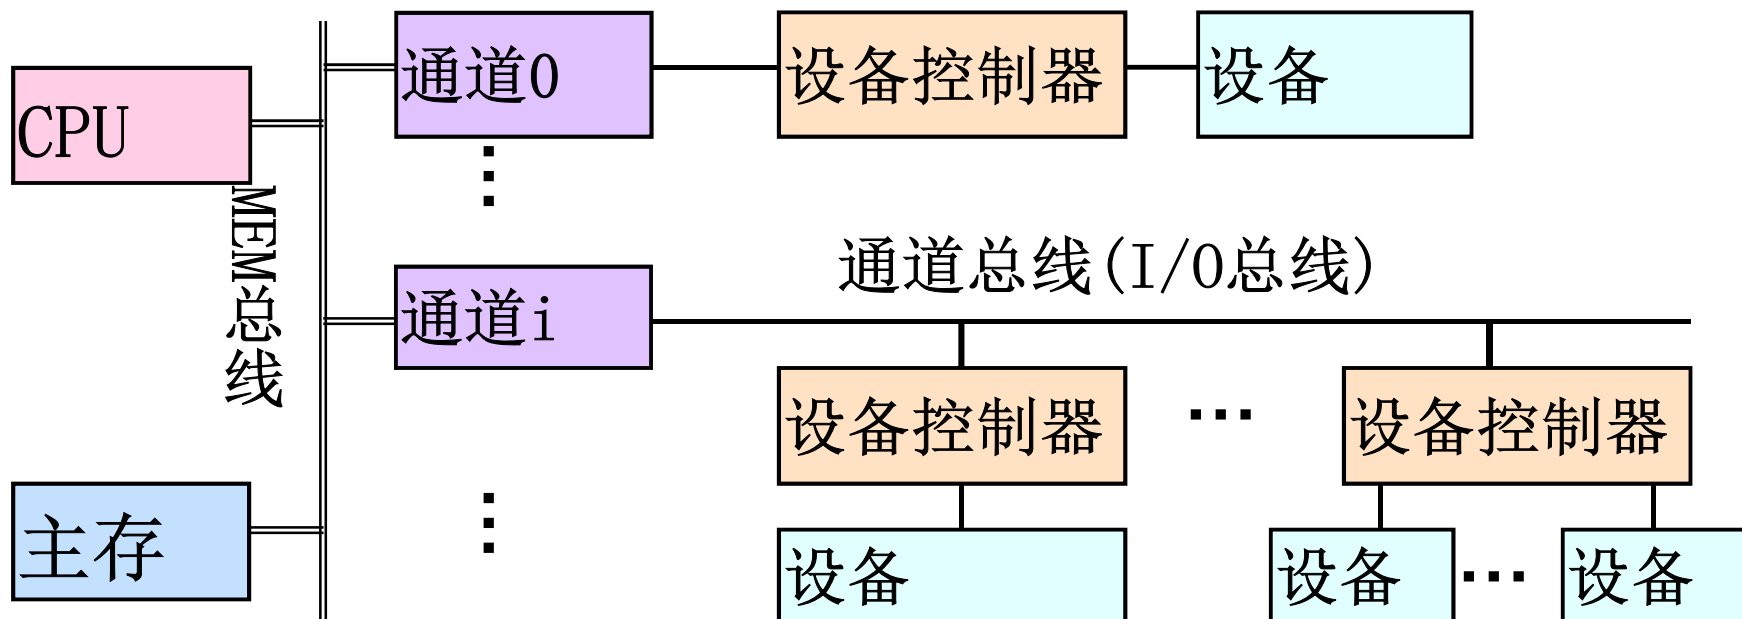 通道0
设备控制器
设备
CPU
MEM总线
通道总线(I/O总线)
通道i
设备控制器
…
设备控制器
主存
设备
设备
…
设备